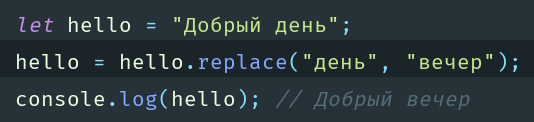 let hello = "Добрый день";
hello = hello.replace("день", "вечер");
console.log(hello); // Добрый вечер